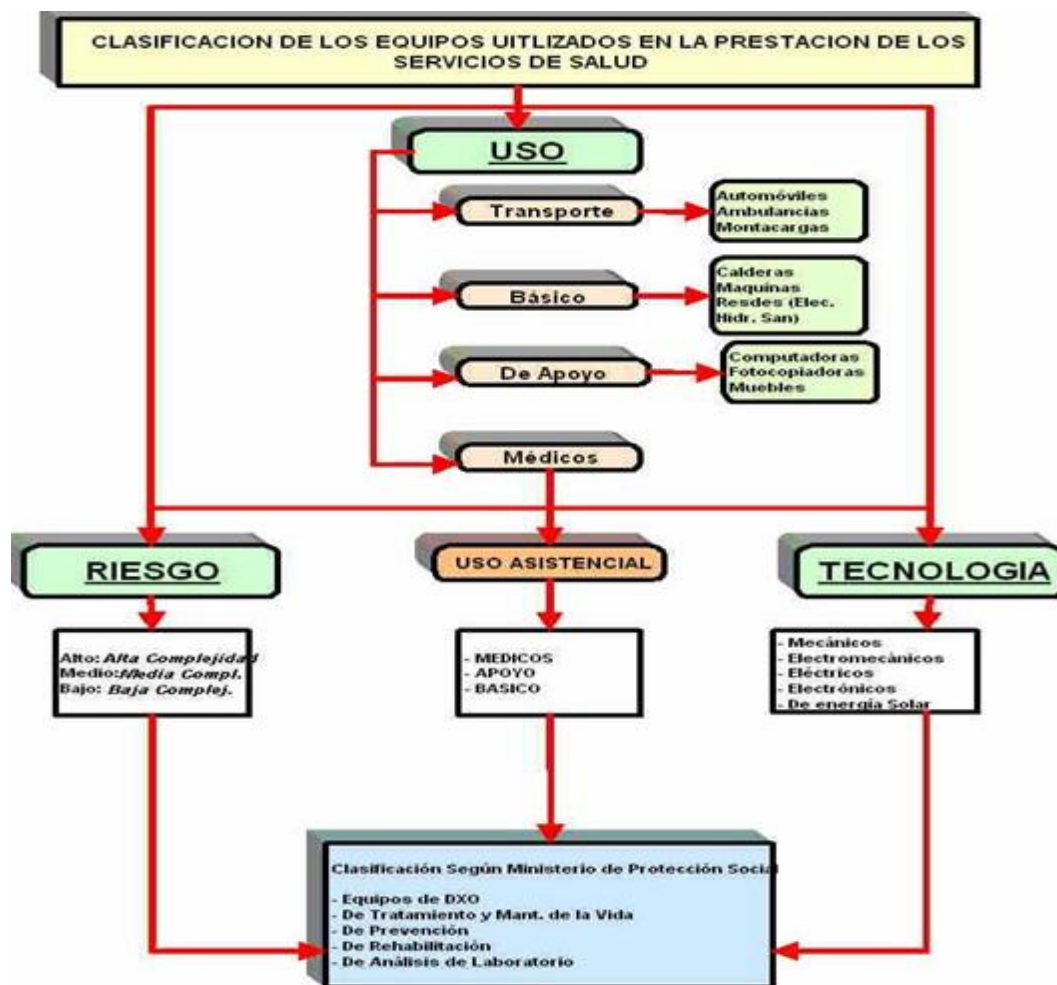 CLASIFICACION DE LOS EQUIPOS UITLIZADOS EN LA PRESTACION DE LOS
SERVICIOS DE SALUD
USO
Transporte
Automóviles
Ambulancias
Montacargas
Básico
Calderas
Maquinas
Resdes (Elec.
Hidr. San)
De Apoyo
Computadoras
Fotocopiadoras
Muebles
Médicos
RIESGO
USO ASISTENCIAL
TECNOLOGIA
Alto: Alta Complejidad
Medio:Media Compl.
Bajo: Baja Complej.
- MEDICOS
- APOYO
- BASICO
- Mecánicos
- Electromecánicos
- Eléctricos
- Electrónicos
- De energía Solar
Clasificación Según Ministerio de Protección Social
- Equipos de DXO
- De Tratamiento y Mant. de la Vida
- De Prevención
- De Rehabilitación
- De Análisis de Laboratorio